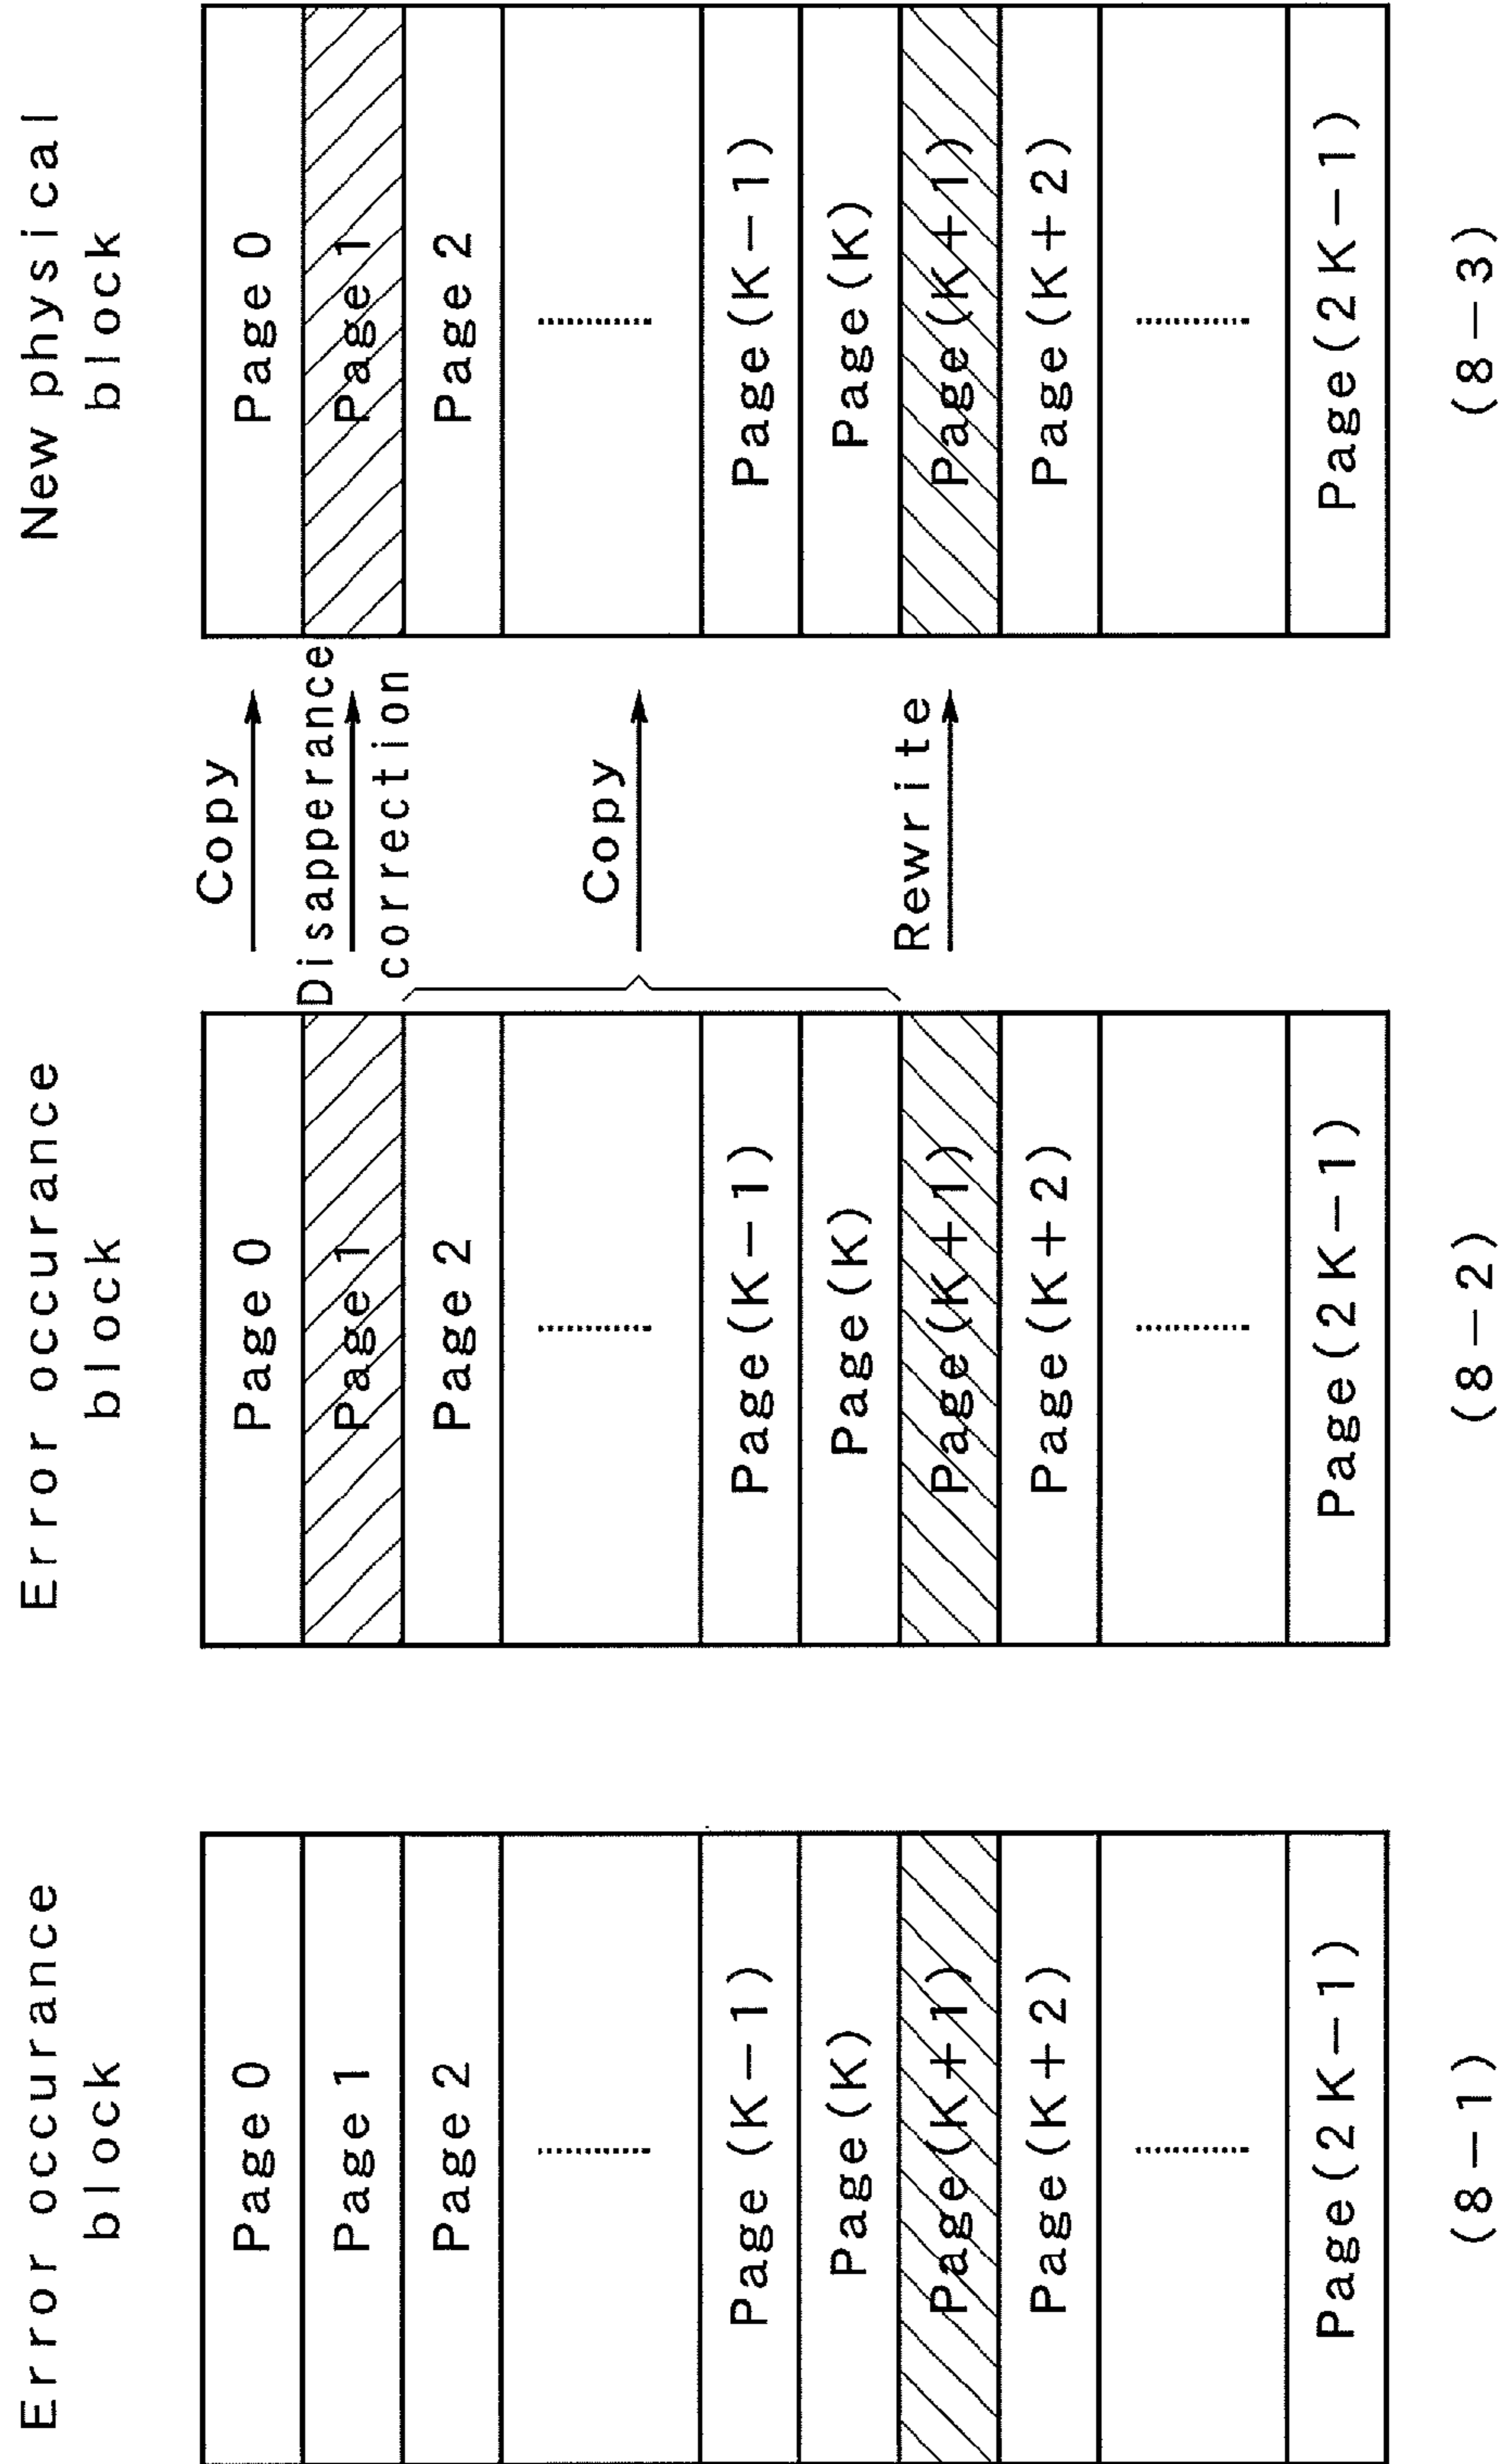 Error occurance
block
Page 0
Page 1
Page 2
Page (K-1)
Page (K)
Page (K+1)
Page (K+2)
Page (2K-1)
(8-1)
Error occurance
block
Page 0
Page 1
Page 2
Page (K-1)
Page (K)
Page (K+1)
Page (K+2)
Page (2K-1)
(8-2)
Copy
Disapperance
correction
Copy
Rewrite
New physical
block
Page 0
Page 1
Page 2
Page (K-1)
Page (K)
Page (K+1)
Page (K+2)
Page (2K-1)
(8-3)